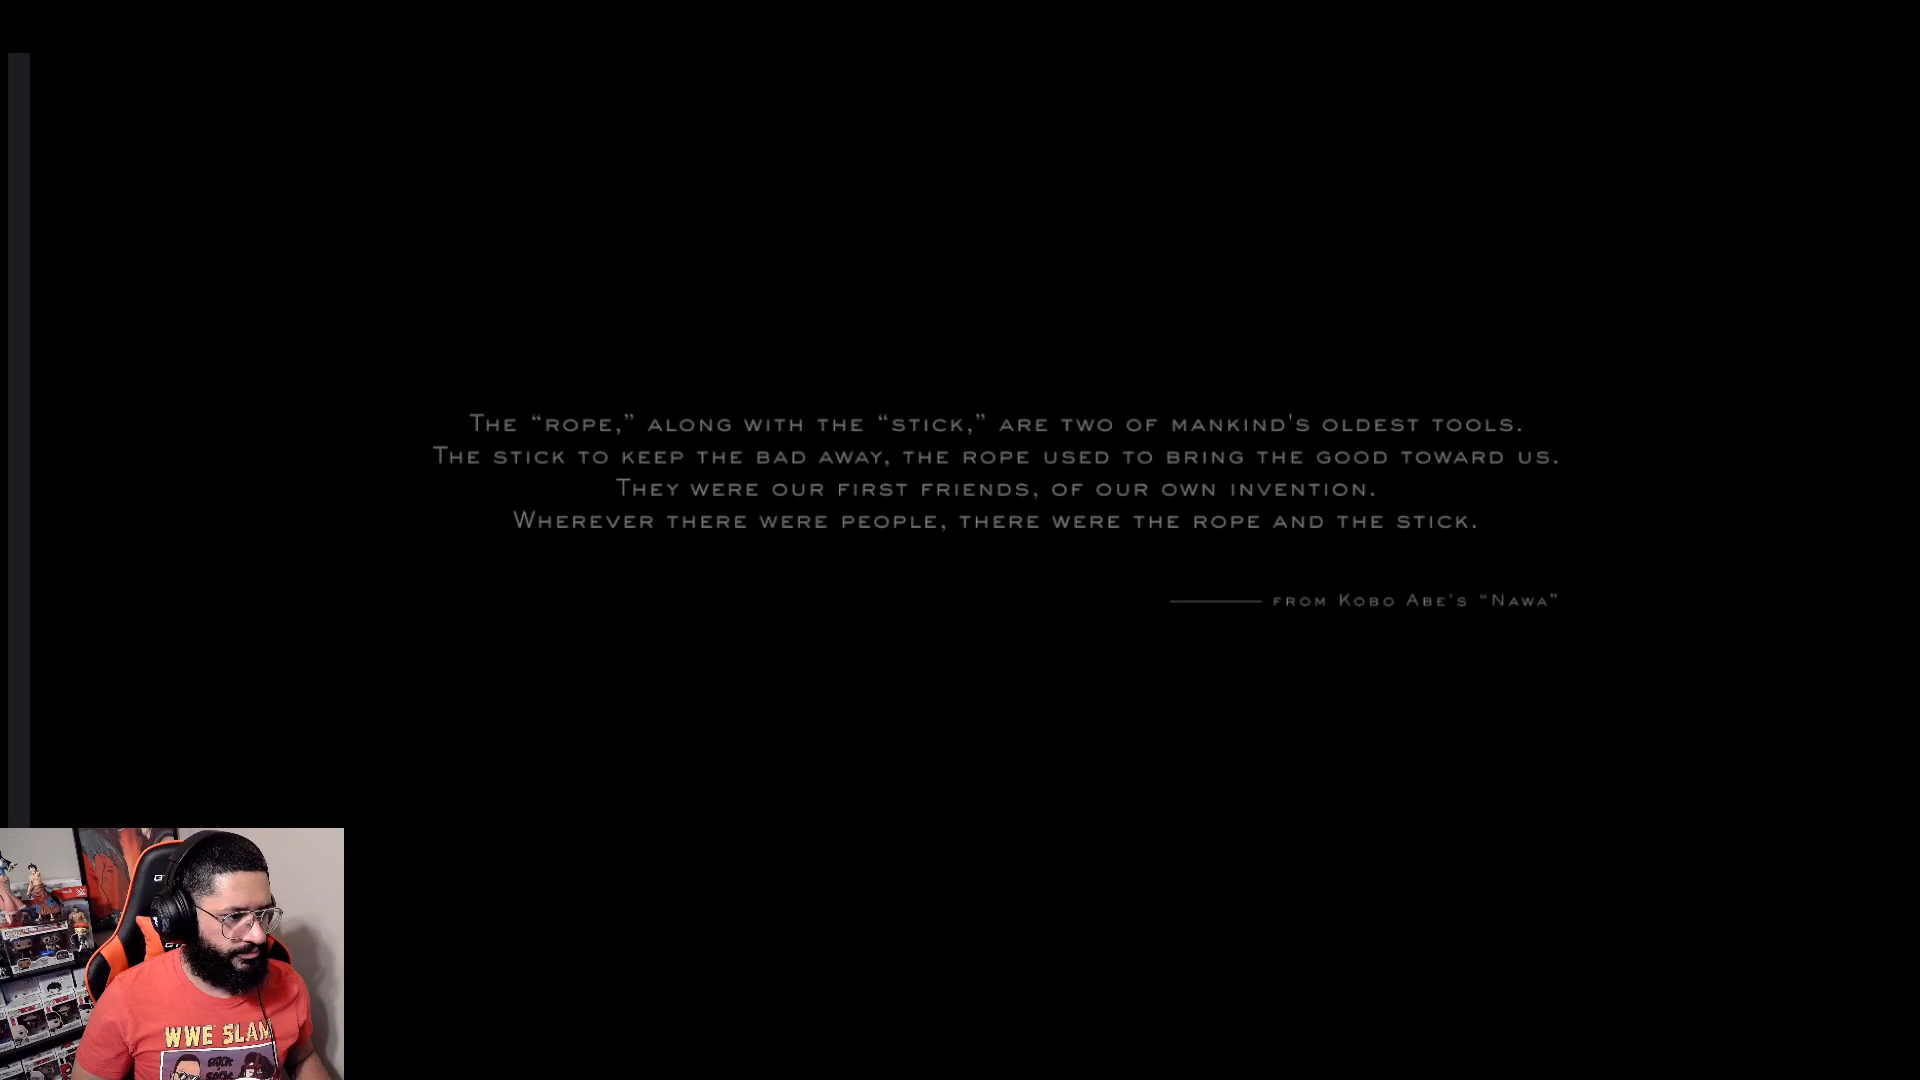 The “rope,” along with the “stick,” are two of mankind's oldest tools.
The stick to keep the bad away, the rope used to bring the good toward us.
They were our first friends, of our own invention.
Wherever there were people, there were the rope and the stick.
from Kobo Abe's “Nawa”
WWE SLAM